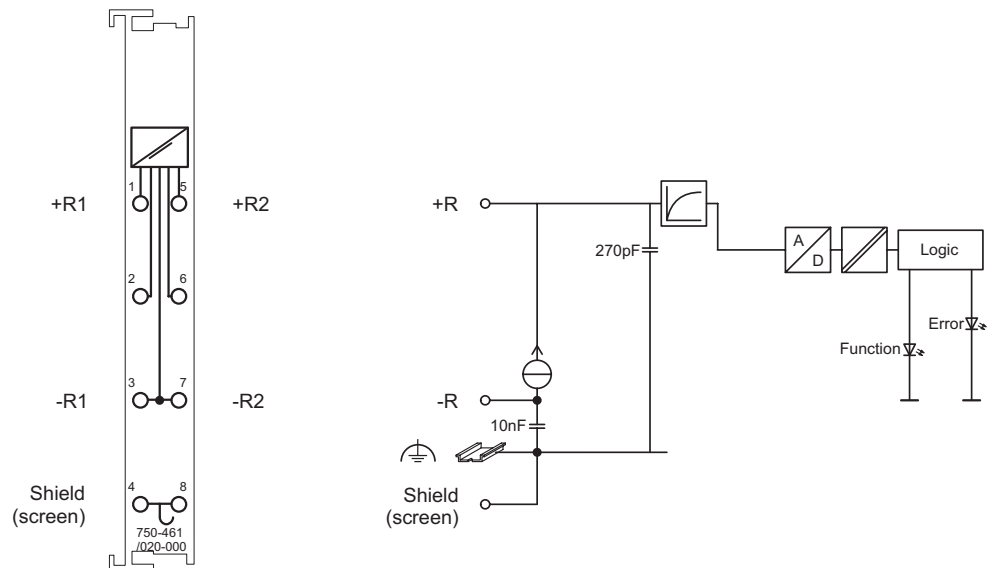 1
5
+R1
+R2
2
6
3
7
-R1
-R2
Shield
(screen)
4
8
750-461
/020-000
+R
270pF
A
D
Logic
Error
Function
-R
10nF
Shield
(screen)